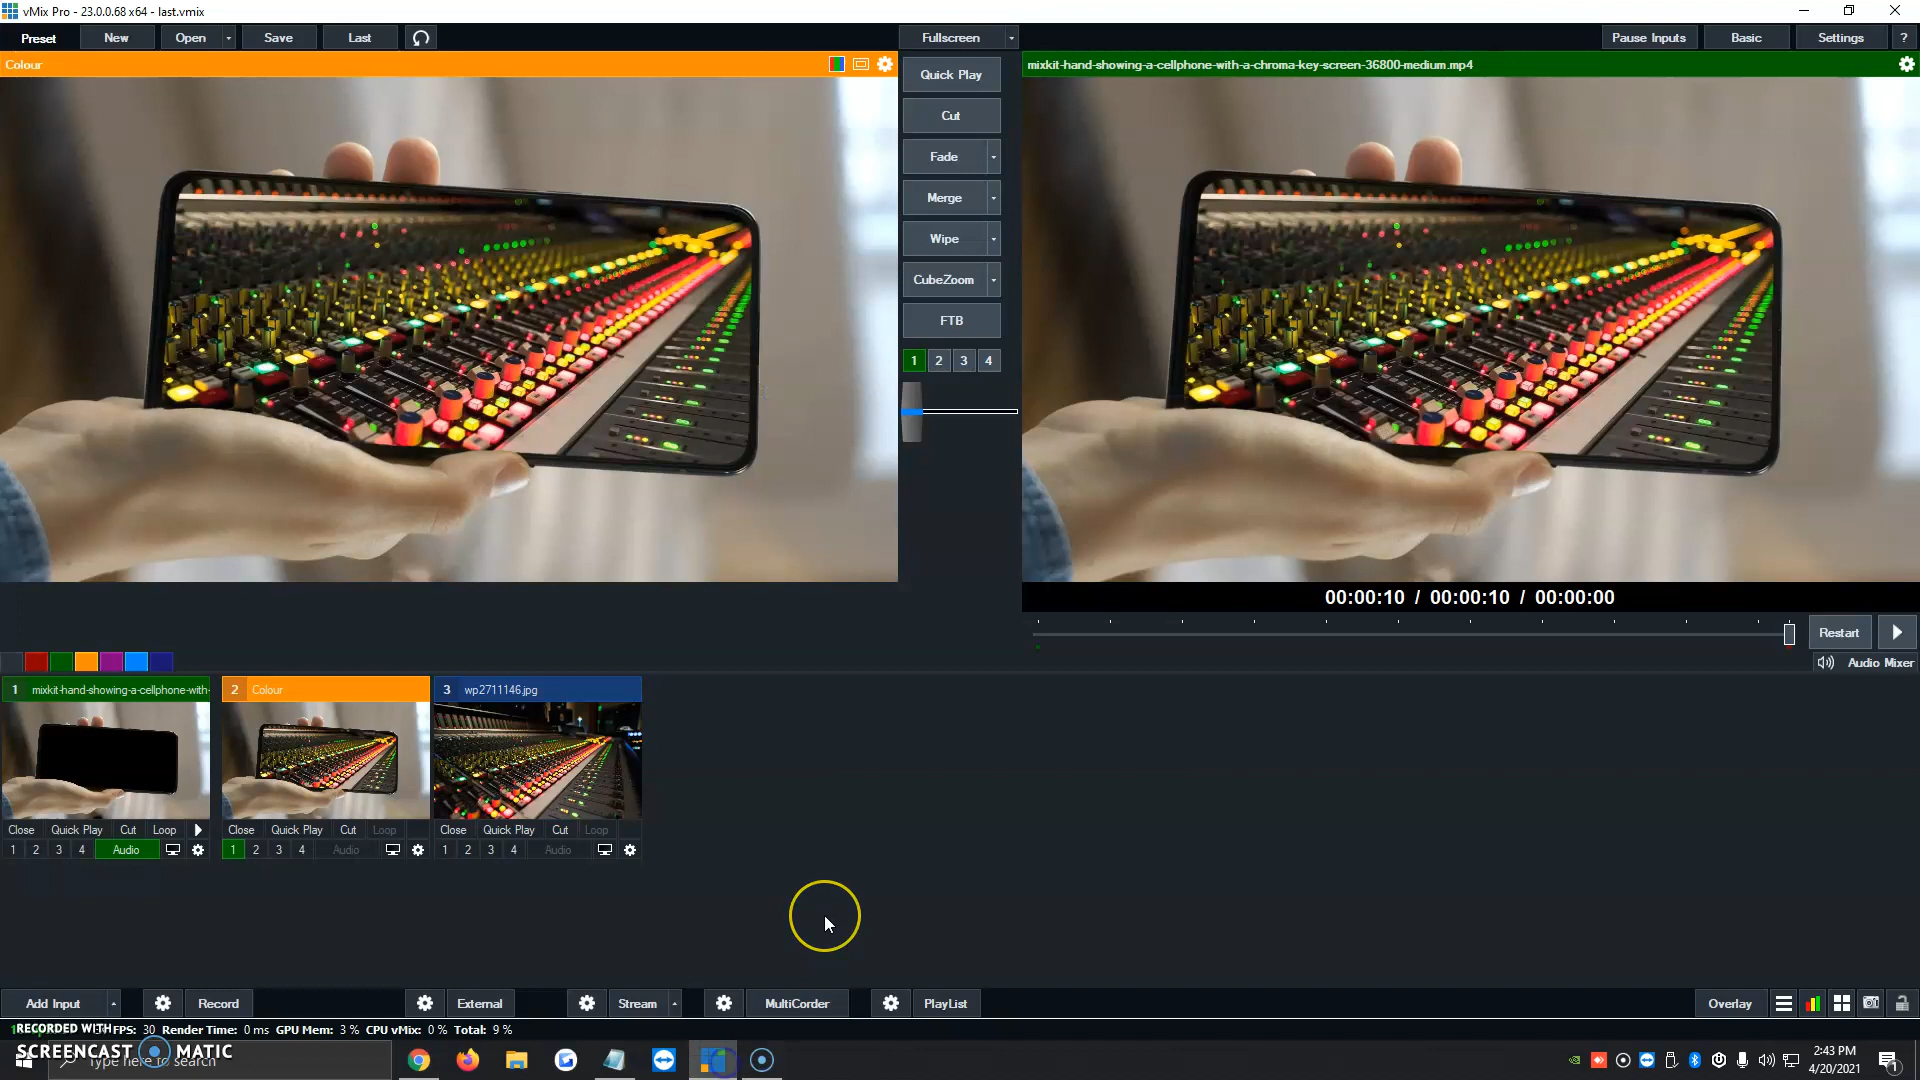 vMix Pro - 23.0.0.68 x64 - last.vmix
Preset New Open Save Last Fullscreen Pause Inputs Basic Settings ?
Colour
mixkit-hand-showing-a-cellphone-with-a-chroma-key-screen-36800-medium.mp4
Quick Play
Cut
Fade
Merge
Wipe
CubeZoom
FTB
1 2 3 4
00:00:10 / 00:00:10 / 00:00:00
Restart
Audio Mixer
1 mixkit-hand-showing-a-cellphone-with-
2 Colour
3 wp2711146.jpg
Close Quick Play Cut Loop
Close Quick Play Cut Loop
Close Quick Play Cut Loop
1 2 3 4 Audio
1 2 3 4 Audio
1 2 3 4 Audio
Add Input Record External Stream MultiCorder PlayList Overlay
FPS: 30 Render Time: 0 ms GPU Mem: 3 % CPU vMix: 0 % Total: 9 %
RECORDED WITH
SCREENCAST MATIC
Type here to search
2:43 PM
4/20/2021
1